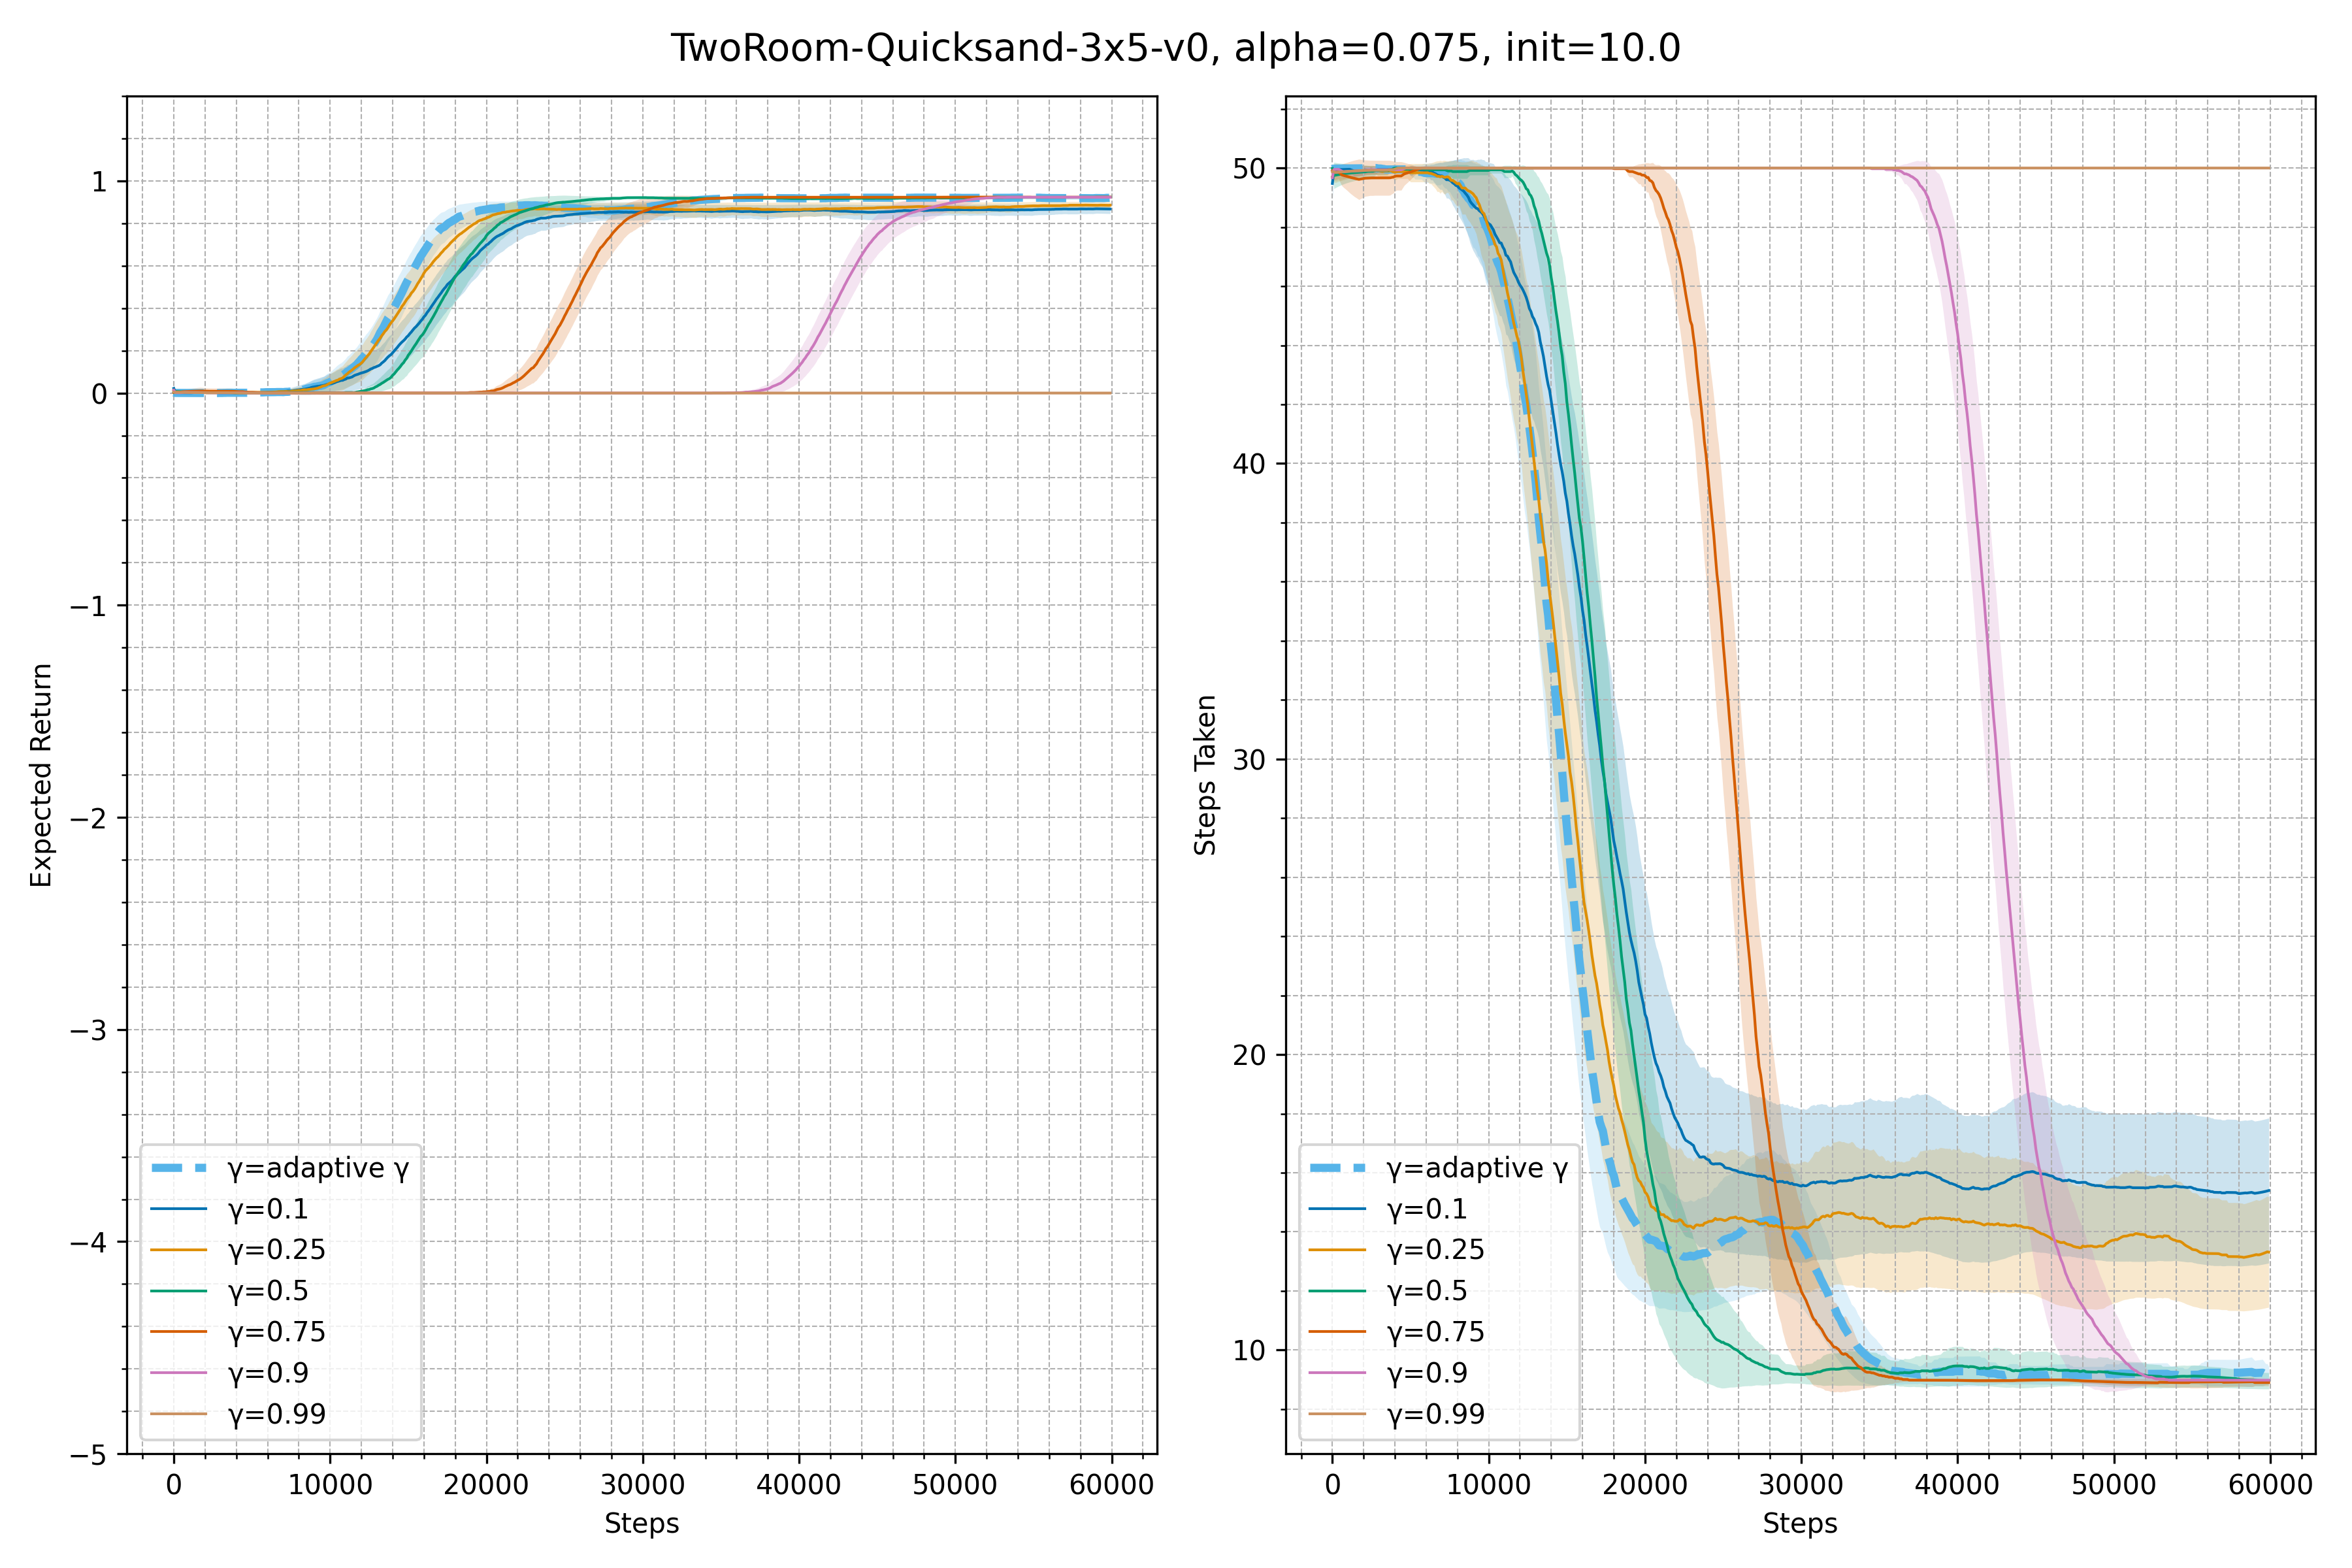 TwoRoom-Quicksand-3x5-v0, alpha=0.075, init=10.0
Expected Return
1
0
−1
−2
−3
−4
−5
γ=adaptive γ
γ=0.1
γ=0.25
γ=0.5
γ=0.75
γ=0.9
γ=0.99
0 10000 20000 30000 40000 50000 60000
Steps
Steps Taken
50
40
30
20
10
γ=adaptive γ
γ=0.1
γ=0.25
γ=0.5
γ=0.75
γ=0.9
γ=0.99
0 10000 20000 30000 40000 50000 60000
Steps